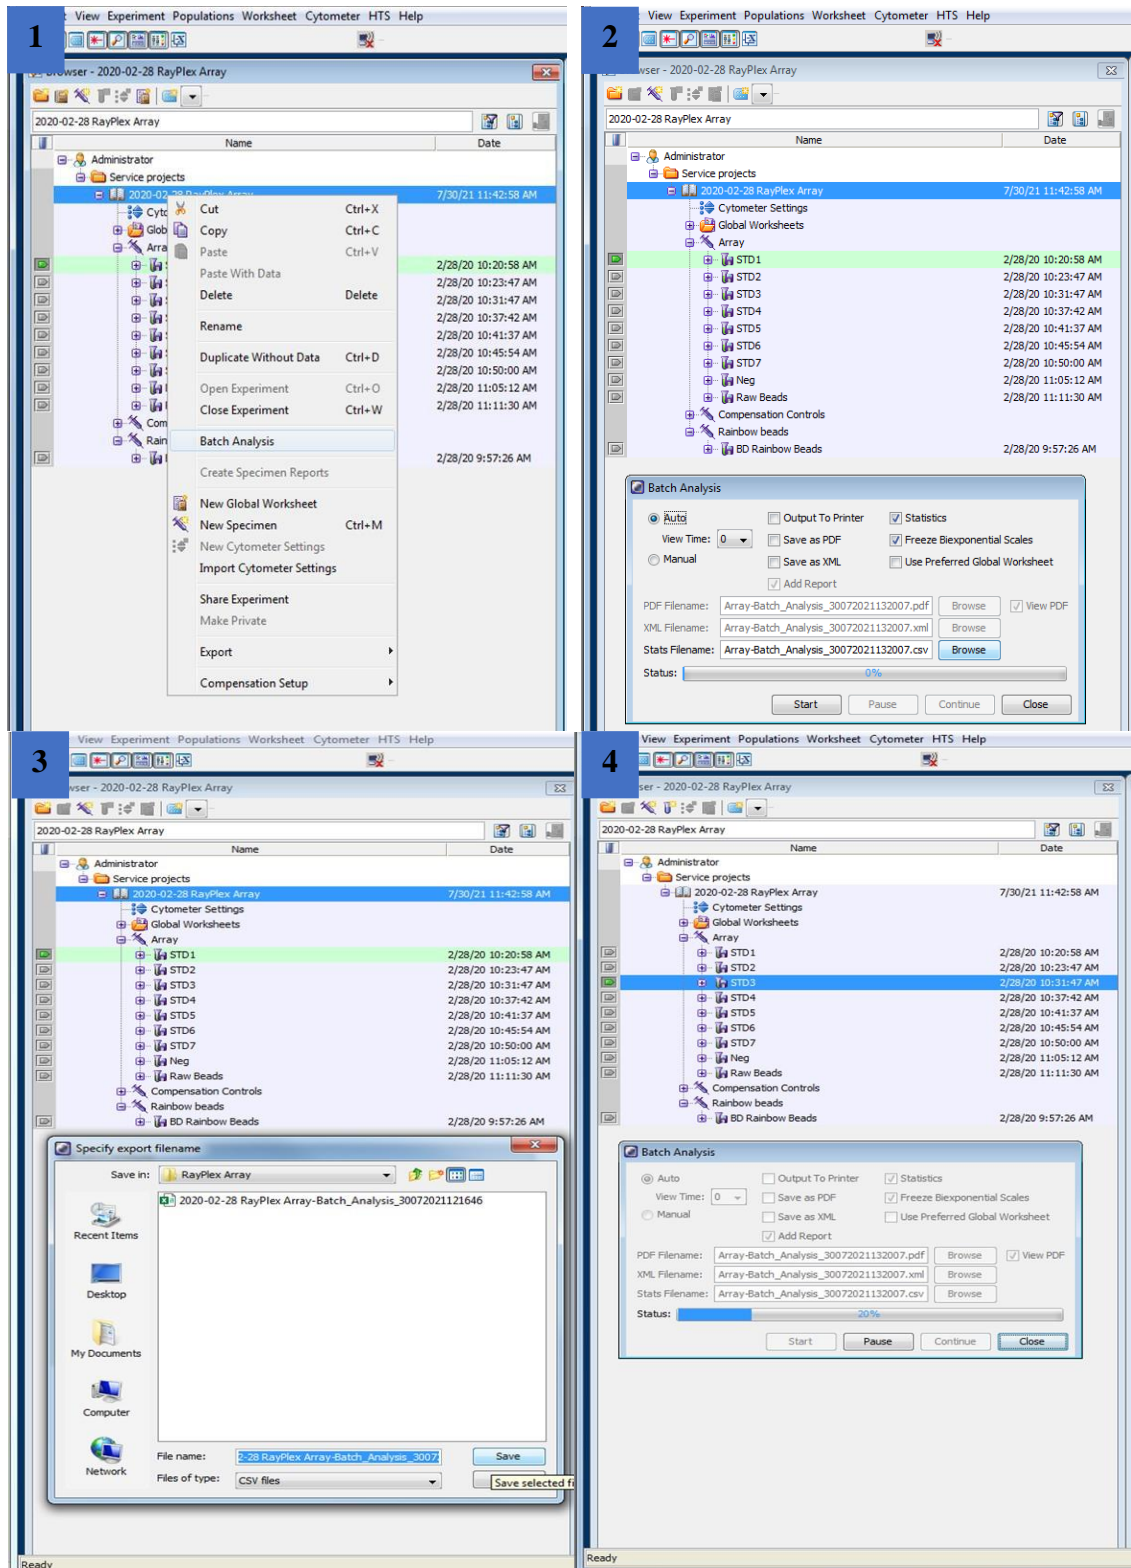 1
View Experiment Populations Worksheet Cytometer HTS Help
Browser - 2020-02-28 RayPlex Array
2020-02-28 RayPlex Array
Name Date
Administrator
Service projects
2020-02-28 RayPlex Array 7/30/21 11:42:58 AM
2/28/20 10:20:58 AM
2/28/20 10:23:47 AM
2/28/20 10:31:47 AM
2/28/20 10:37:42 AM
2/28/20 10:41:37 AM
2/28/20 10:45:54 AM
2/28/20 10:50:00 AM
2/28/20 11:05:12 AM
2/28/20 11:11:30 AM
Com
Rain
2/28/20 9:57:26 AM
Cut Ctrl+X
Copy Ctrl+C
Paste Ctrl+V
Paste With Data
Delete Delete
Rename
Duplicate Without Data Ctrl+D
Open Experiment Ctrl+O
Close Experiment Ctrl+W
Batch Analysis
Create Specimen Reports
New Global Worksheet
New Specimen Ctrl+M
New Cytometer Settings
Import Cytometer Settings
Share Experiment
Make Private
Export
Compensation Setup
2
View Experiment Populations Worksheet Cytometer HTS Help
wser - 2020-02-28 RayPlex Array
2020-02-28 RayPlex Array
Name Date
Administrator
Service projects
2020-02-28 RayPlex Array 7/30/21 11:42:58 AM
Cytometer Settings
Global Worksheets
Array
STD1 2/28/20 10:20:58 AM
STD2 2/28/20 10:23:47 AM
STD3 2/28/20 10:31:47 AM
STD4 2/28/20 10:37:42 AM
STD5 2/28/20 10:41:37 AM
STD6 2/28/20 10:45:54 AM
STD7 2/28/20 10:50:00 AM
Neg 2/28/20 11:05:12 AM
Raw Beads 2/28/20 11:11:30 AM
Compensation Controls
Rainbow beads
BD Rainbow Beads 2/28/20 9:57:26 AM
Batch Analysis
Auto Output To Printer Statistics
View Time: 0 Save as PDF Freeze Biexponential Scales
Manual Save as XML Use Preferred Global Worksheet
Add Report
PDF Filename: Array-Batch_Analysis_30072021132007.pdf Browse View PDF
XML Filename: Array-Batch_Analysis_30072021132007.xml Browse
Stats Filename: Array-Batch_Analysis_30072021132007.csv Browse
Status: 0%
Start Pause Continue Close
3
View Experiment Populations Worksheet Cytometer HTS Help
wser - 2020-02-28 RayPlex Array
2020-02-28 RayPlex Array
Name Date
Administrator
Service projects
2020-02-28 RayPlex Array 7/30/21 11:42:58 AM
Cytometer Settings
Global Worksheets
Array
STD1 2/28/20 10:20:58 AM
STD2 2/28/20 10:23:47 AM
STD3 2/28/20 10:31:47 AM
STD4 2/28/20 10:37:42 AM
STD5 2/28/20 10:41:37 AM
STD6 2/28/20 10:45:54 AM
STD7 2/28/20 10:50:00 AM
Neg 2/28/20 11:05:12 AM
Raw Beads 2/28/20 11:11:30 AM
Compensation Controls
Rainbow beads
BD Rainbow Beads 2/28/20 9:57:26 AM
Specify export filename
Save in: RayPlex Array
2020-02-28 RayPlex Array-Batch_Analysis_30072021121646
Recent Items
Desktop
My Documents
Computer
Network
File name: 2-28 RayPlex Array-Batch_Analysis_3007 Save
Files of type: CSV files
Save selected fi
Ready
4
View Experiment Populations Worksheet Cytometer HTS Help
ser - 2020-02-28 RayPlex Array
2020-02-28 RayPlex Array
Name Date
Administrator
Service projects
2020-02-28 RayPlex Array 7/30/21 11:42:58 AM
Cytometer Settings
Global Worksheets
Array
STD1 2/28/20 10:20:58 AM
STD2 2/28/20 10:23:47 AM
STD3 2/28/20 10:31:47 AM
STD4 2/28/20 10:37:42 AM
STD5 2/28/20 10:41:37 AM
STD6 2/28/20 10:45:54 AM
STD7 2/28/20 10:50:00 AM
Neg 2/28/20 11:05:12 AM
Raw Beads 2/28/20 11:11:30 AM
Compensation Controls
Rainbow beads
BD Rainbow Beads 2/28/20 9:57:26 AM
Batch Analysis
Auto Output To Printer Statistics
View Time: 0 Save as PDF Freeze Biexponential Scales
Manual Save as XML Use Preferred Global Worksheet
Add Report
PDF Filename: Array-Batch_Analysis_30072021132007.pdf Browse View PDF
XML Filename: Array-Batch_Analysis_30072021132007.xml Browse
Stats Filename: Array-Batch_Analysis_30072021132007.csv Browse
Status: 20%
Start Pause Continue Close
Ready